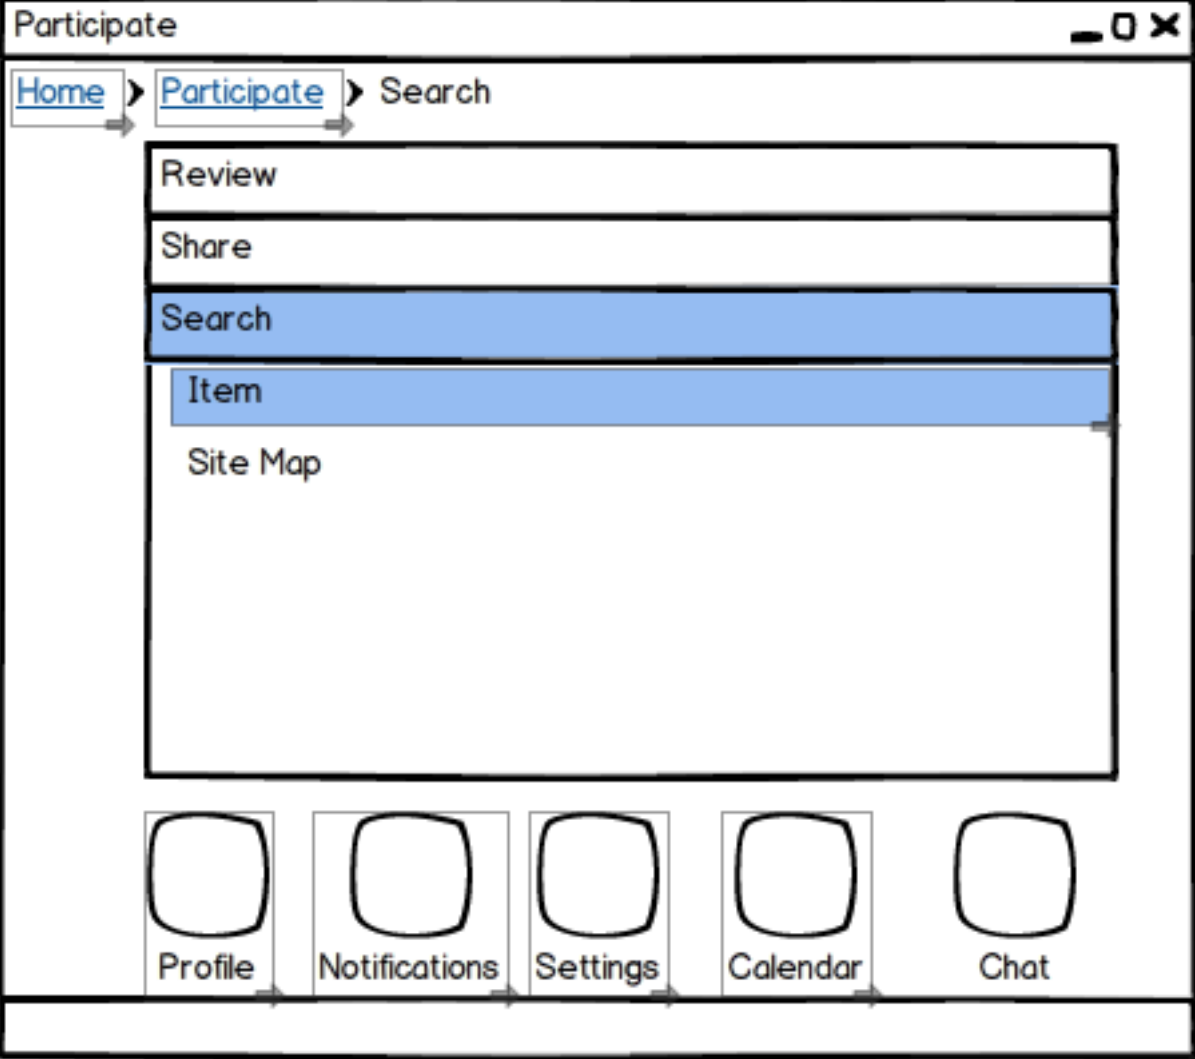 Participate
Home Participate Search
Review
Share
Search
Item
Site Map
Profile Notifications Settings Calendar Chat